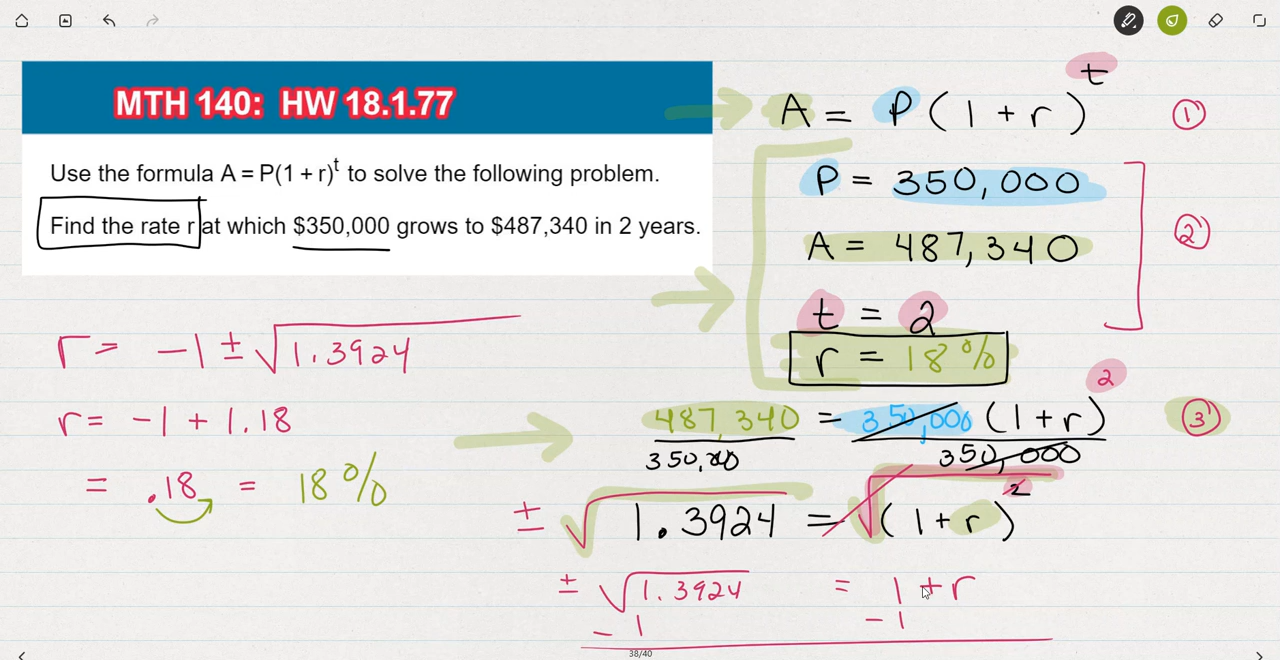 MTH 140: HW 18.1.77
Use the formula A = P(1 + r)^t to solve the following problem.
Find the rate r at which $350,000 grows to $487,340 in 2 years.
A = P(1 + r)^t ①
P = 350,000
A = 487,340 ②
t = 2
r = 18%
487,340 = 350,000 (1 + r)^2 ③
350,000 350,000
± √1.3924 = √(1 + r)^2
± √1.3924 = 1 + r
- 1 - 1
r = -1 ± √1.3924
r = -1 + 1.18
= .18 = 18%
38/40